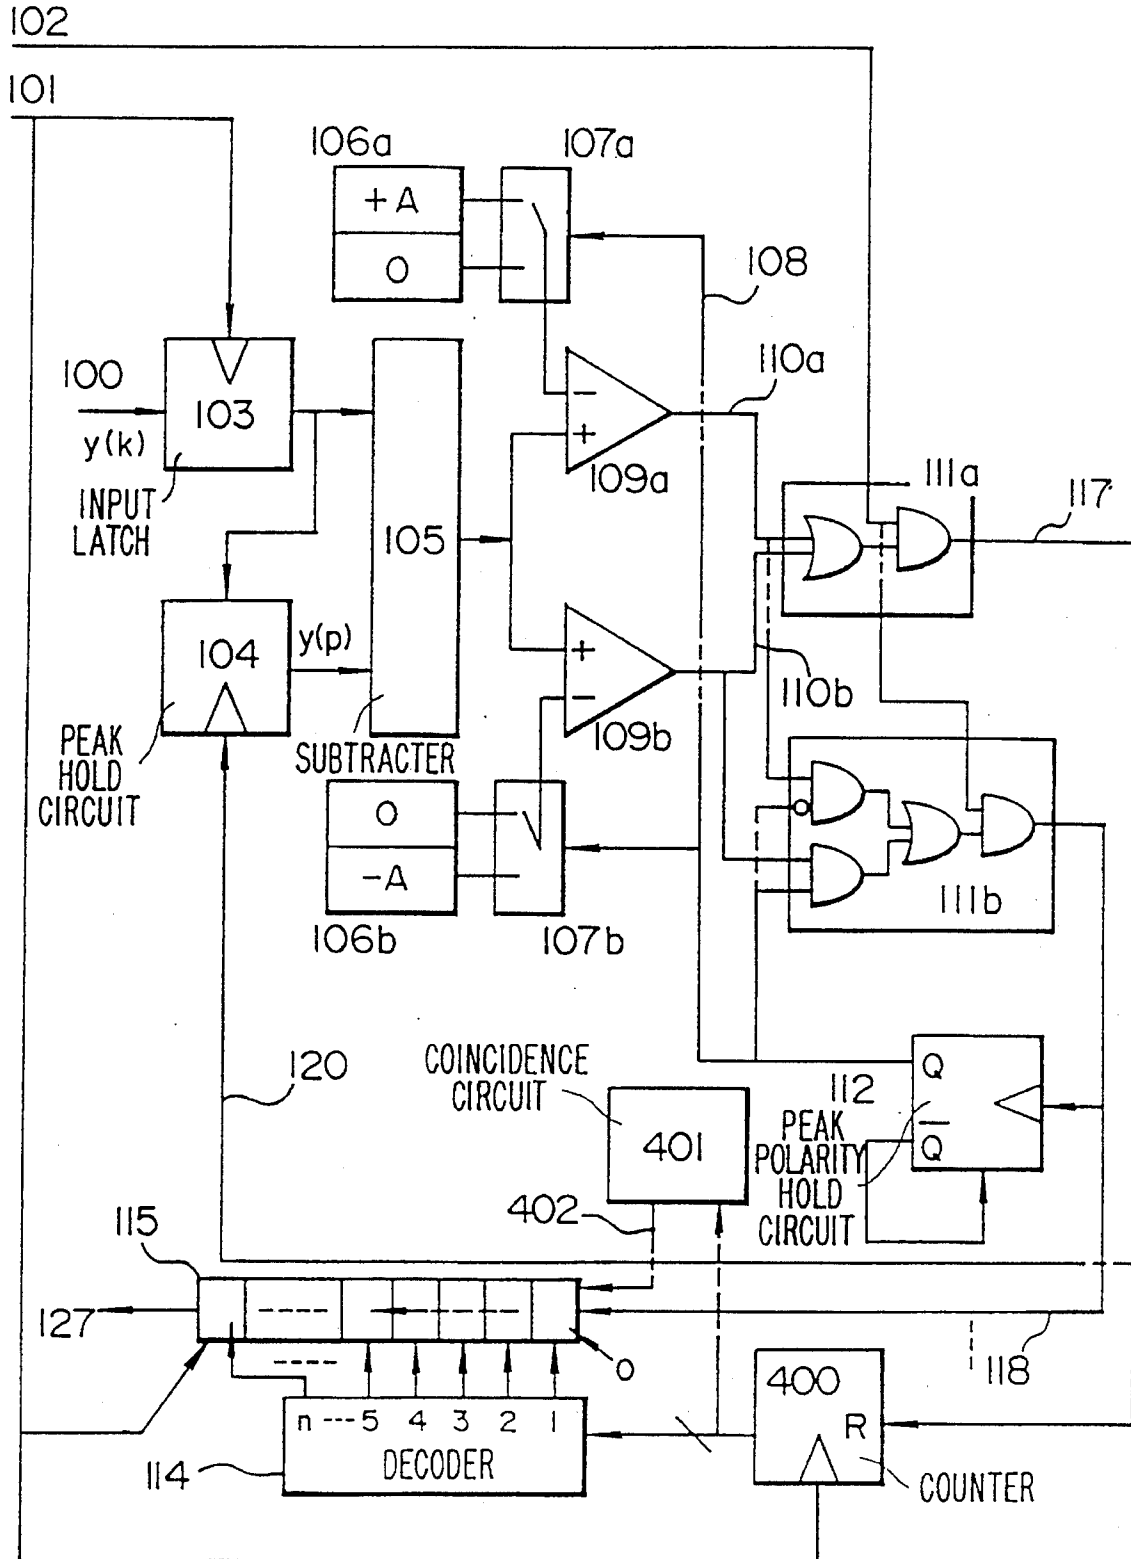 102
101
106a
107a
+A
0
108
100
y(k)
103
INPUT
LATCH
110a
−
+
109a
111a
117
105
104
y(p)
PEAK
HOLD
CIRCUIT
SUBTRACTER
+
−
109b
110b
0
−A
106b
107b
111b
120
COINCIDENCE
CIRCUIT
401
402
112
Q
Q̅
PEAK
POLARITY
HOLD
CIRCUIT
115
127
0
118
n --- 5 4 3 2 1
DECODER
114
400
R
COUNTER